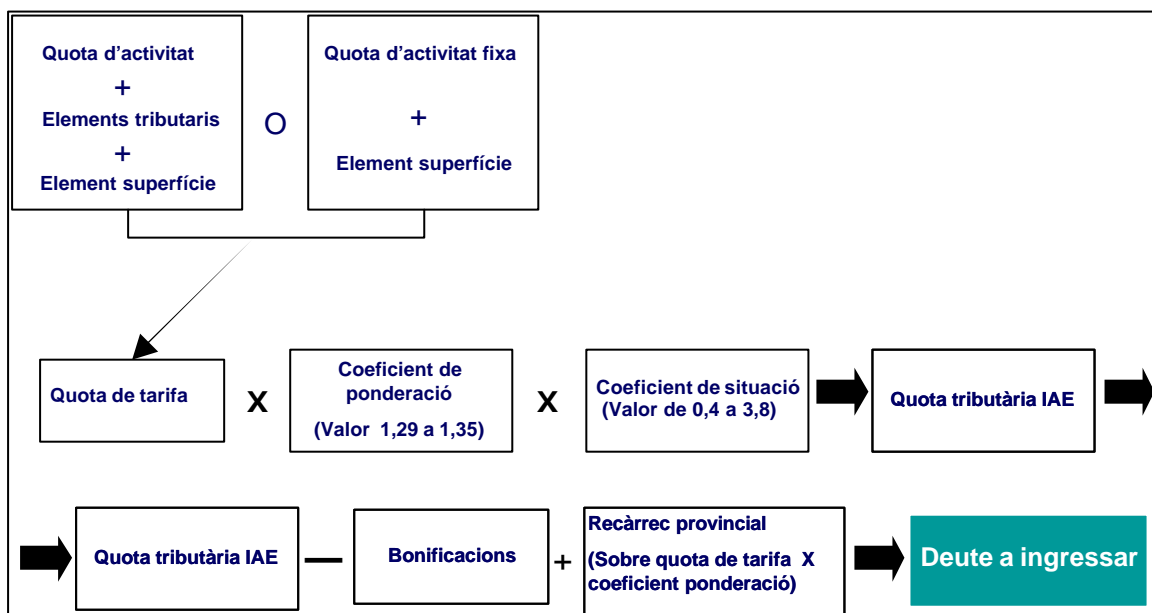 Quota d’activitat
+
Elements tributaris
+
Element superfície
O
Quota d’activitat fixa
+
Element superfície
Quota de tarifa
X
Coeficient de
ponderació
(Valor 1,29 a 1,35)
X
Coeficient de situació
(Valor de 0,4 a 3,8)
Quota tributària IAE
Quota tributària IAE
—
Bonificacions
+
Recàrrec provincial
(Sobre quota de tarifa X
coeficient ponderació)
Deute a ingressar